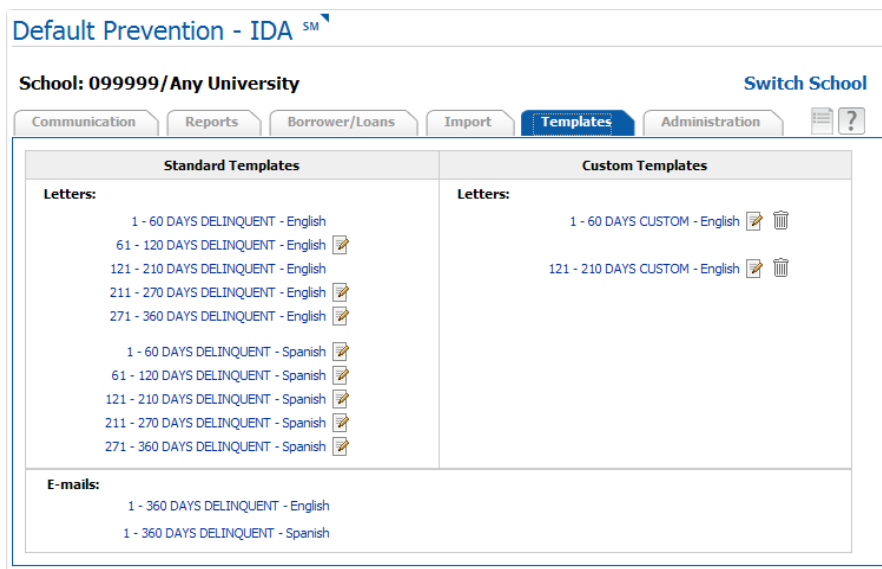 Default Prevention - IDA SM
School: 099999/Any University
Switch School
Communication
Reports
Borrower/Loans
Import
Templates
Administration
?
Standard Templates
Custom Templates
Letters:
1 - 60 DAYS DELINQUENT - English
61 - 120 DAYS DELINQUENT - English
121 - 210 DAYS DELINQUENT - English
211 - 270 DAYS DELINQUENT - English
271 - 360 DAYS DELINQUENT - English
1 - 60 DAYS DELINQUENT - Spanish
61 - 120 DAYS DELINQUENT - Spanish
121 - 210 DAYS DELINQUENT - Spanish
211 - 270 DAYS DELINQUENT - Spanish
271 - 360 DAYS DELINQUENT - Spanish
Letters:
1 - 60 DAYS CUSTOM - English
121 - 210 DAYS CUSTOM - English
E-mails:
1 - 360 DAYS DELINQUENT - English
1 - 360 DAYS DELINQUENT - Spanish